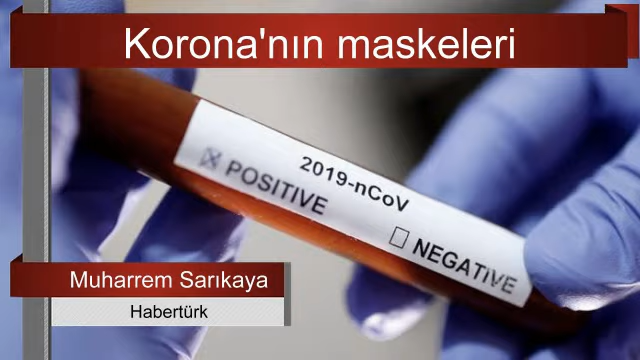 Korona'nın maskeleri
2019-nCoV
POSITIVE
NEGATIVE
Muharrem Sarıkaya
Habertürk